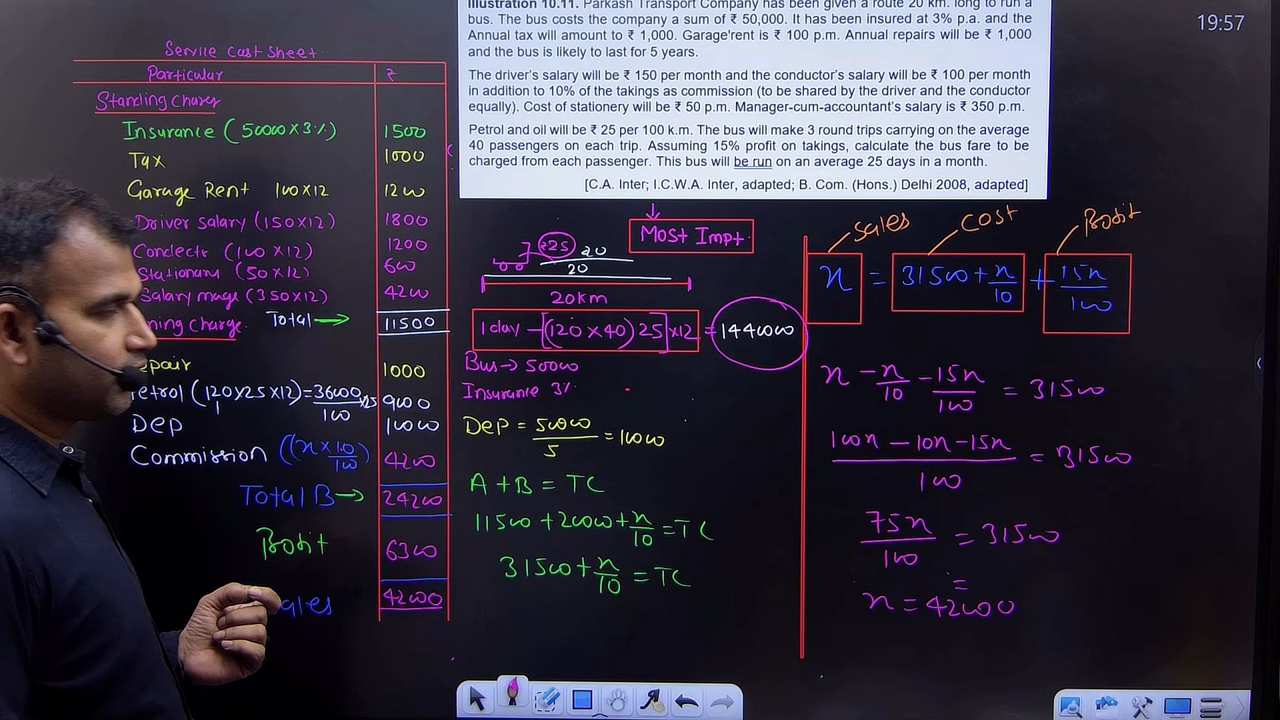 Illustration 10.11. Parkash Transport Company has been given a route 20 km. long to run a
bus. The bus costs the company a sum of ₹ 50,000. It has been insured at 3% p.a. and the
Annual tax will amount to ₹ 1,000. Garage'rent is ₹ 100 p.m. Annual repairs will be ₹ 1,000
and the bus is likely to last for 5 years.
The driver's salary will be ₹ 150 per month and the conductor's salary will be ₹ 100 per month
in addition to 10% of the takings as commission (to be shared by the driver and the conductor
equally). Cost of stationery will be ₹ 50 p.m. Manager-cum-accountant's salary is ₹ 350 p.m.
Petrol and oil will be ₹ 25 per 100 k.m. The bus will make 3 round trips carrying on the average
40 passengers on each trip. Assuming 15% profit on takings, calculate the bus fare to be
charged from each passenger. This bus will be run on an average 25 days in a month.
[C.A. Inter; I.C.W.A. Inter, adapted; B. Com. (Hons.) Delhi 2008, adapted]
19:57
Service Cost Sheet
Particular ₹
Standing Charges
Insurance (50000×3%) 1500
Tax 1000
Garage Rent 100×12 1200
Driver salary (150×12) 1800
Conducts (100×12) 1200
Stationary (50×12) 600
Salary mage (350×12) 4200
ning Charge Total → 11500
epair 1000
etrol (120×25×12) = 36000/100 ×25 9000
Dep 10000
Commission (x × 10/100) 4200
Total B → 24200
Profit 6300
ales 42000
Most Impt.
25 20
20
20km
1 day – [(120 × 40) 25] ×12 = 1440000
Bus → 50000
Insurance 3%
Dep = 50000/5 = 10000
A + B = TC
11500 + 20000 + x/10 = TC
31500 + x/10 = TC
Sales Cost Profit
x = 31500 + x/10 + 15x/100
x – x/10 – 15x/100 = 31500
100x – 10x – 15x/100 = 31500
75x/100 = 31500
=
x = 42000